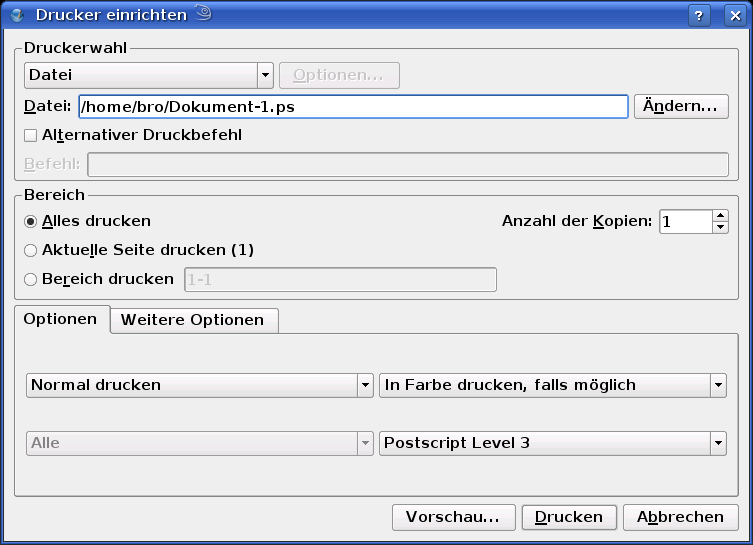 Drucker einrichten
?
Druckerwahl
Datei
Optionen...
Datei: /home/bro/Dokument-1.ps Ändern...
Alternativer Druckbefehl
Befehl:
Bereich
Alles drucken Anzahl der Kopien: 1
Aktuelle Seite drucken (1)
Bereich drucken 1-1
Optionen Weitere Optionen
Normal drucken In Farbe drucken, falls möglich
Alle Postscript Level 3
Vorschau... Drucken Abbrechen